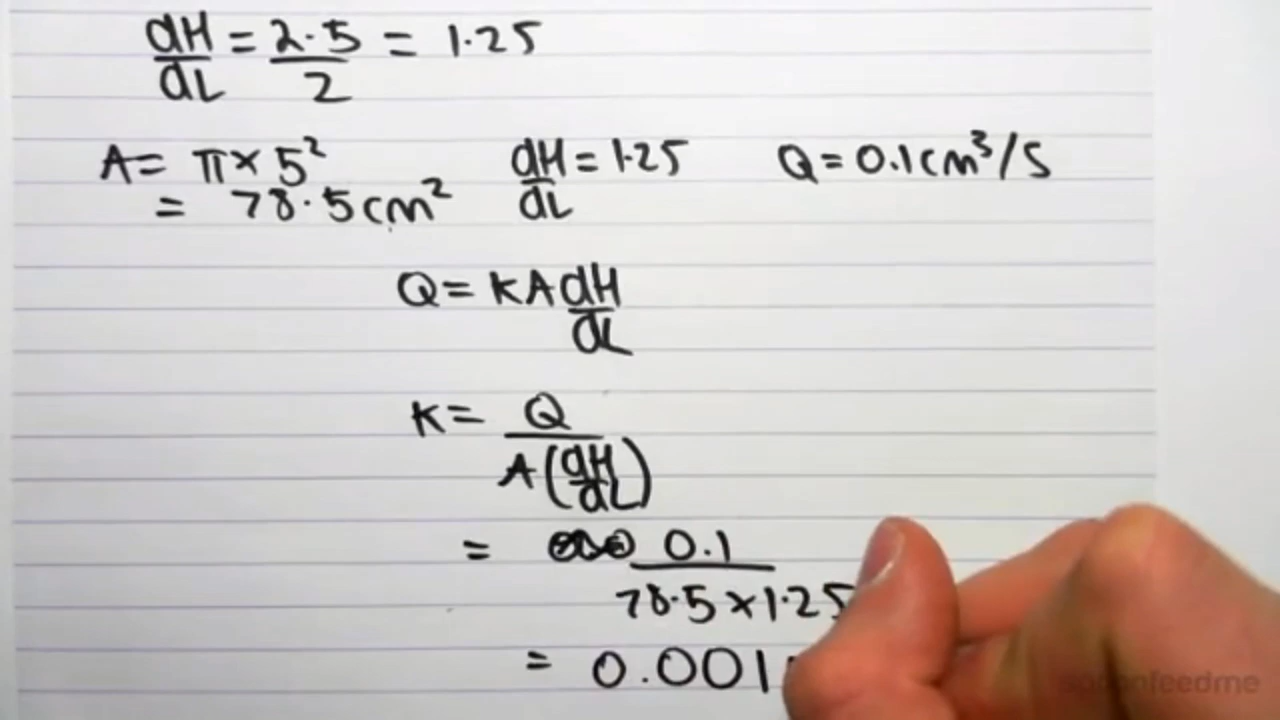 dH/dL = 2.5/2 = 1.25
A = π × 5² dH/dL = 1.25 Q = 0.1cm³/s
= 78.5cm²
Q = KA dH/dL
K = Q/A(dH/dL)
= 0.1/78.5×1.25
= 0.001
spoonfeedme